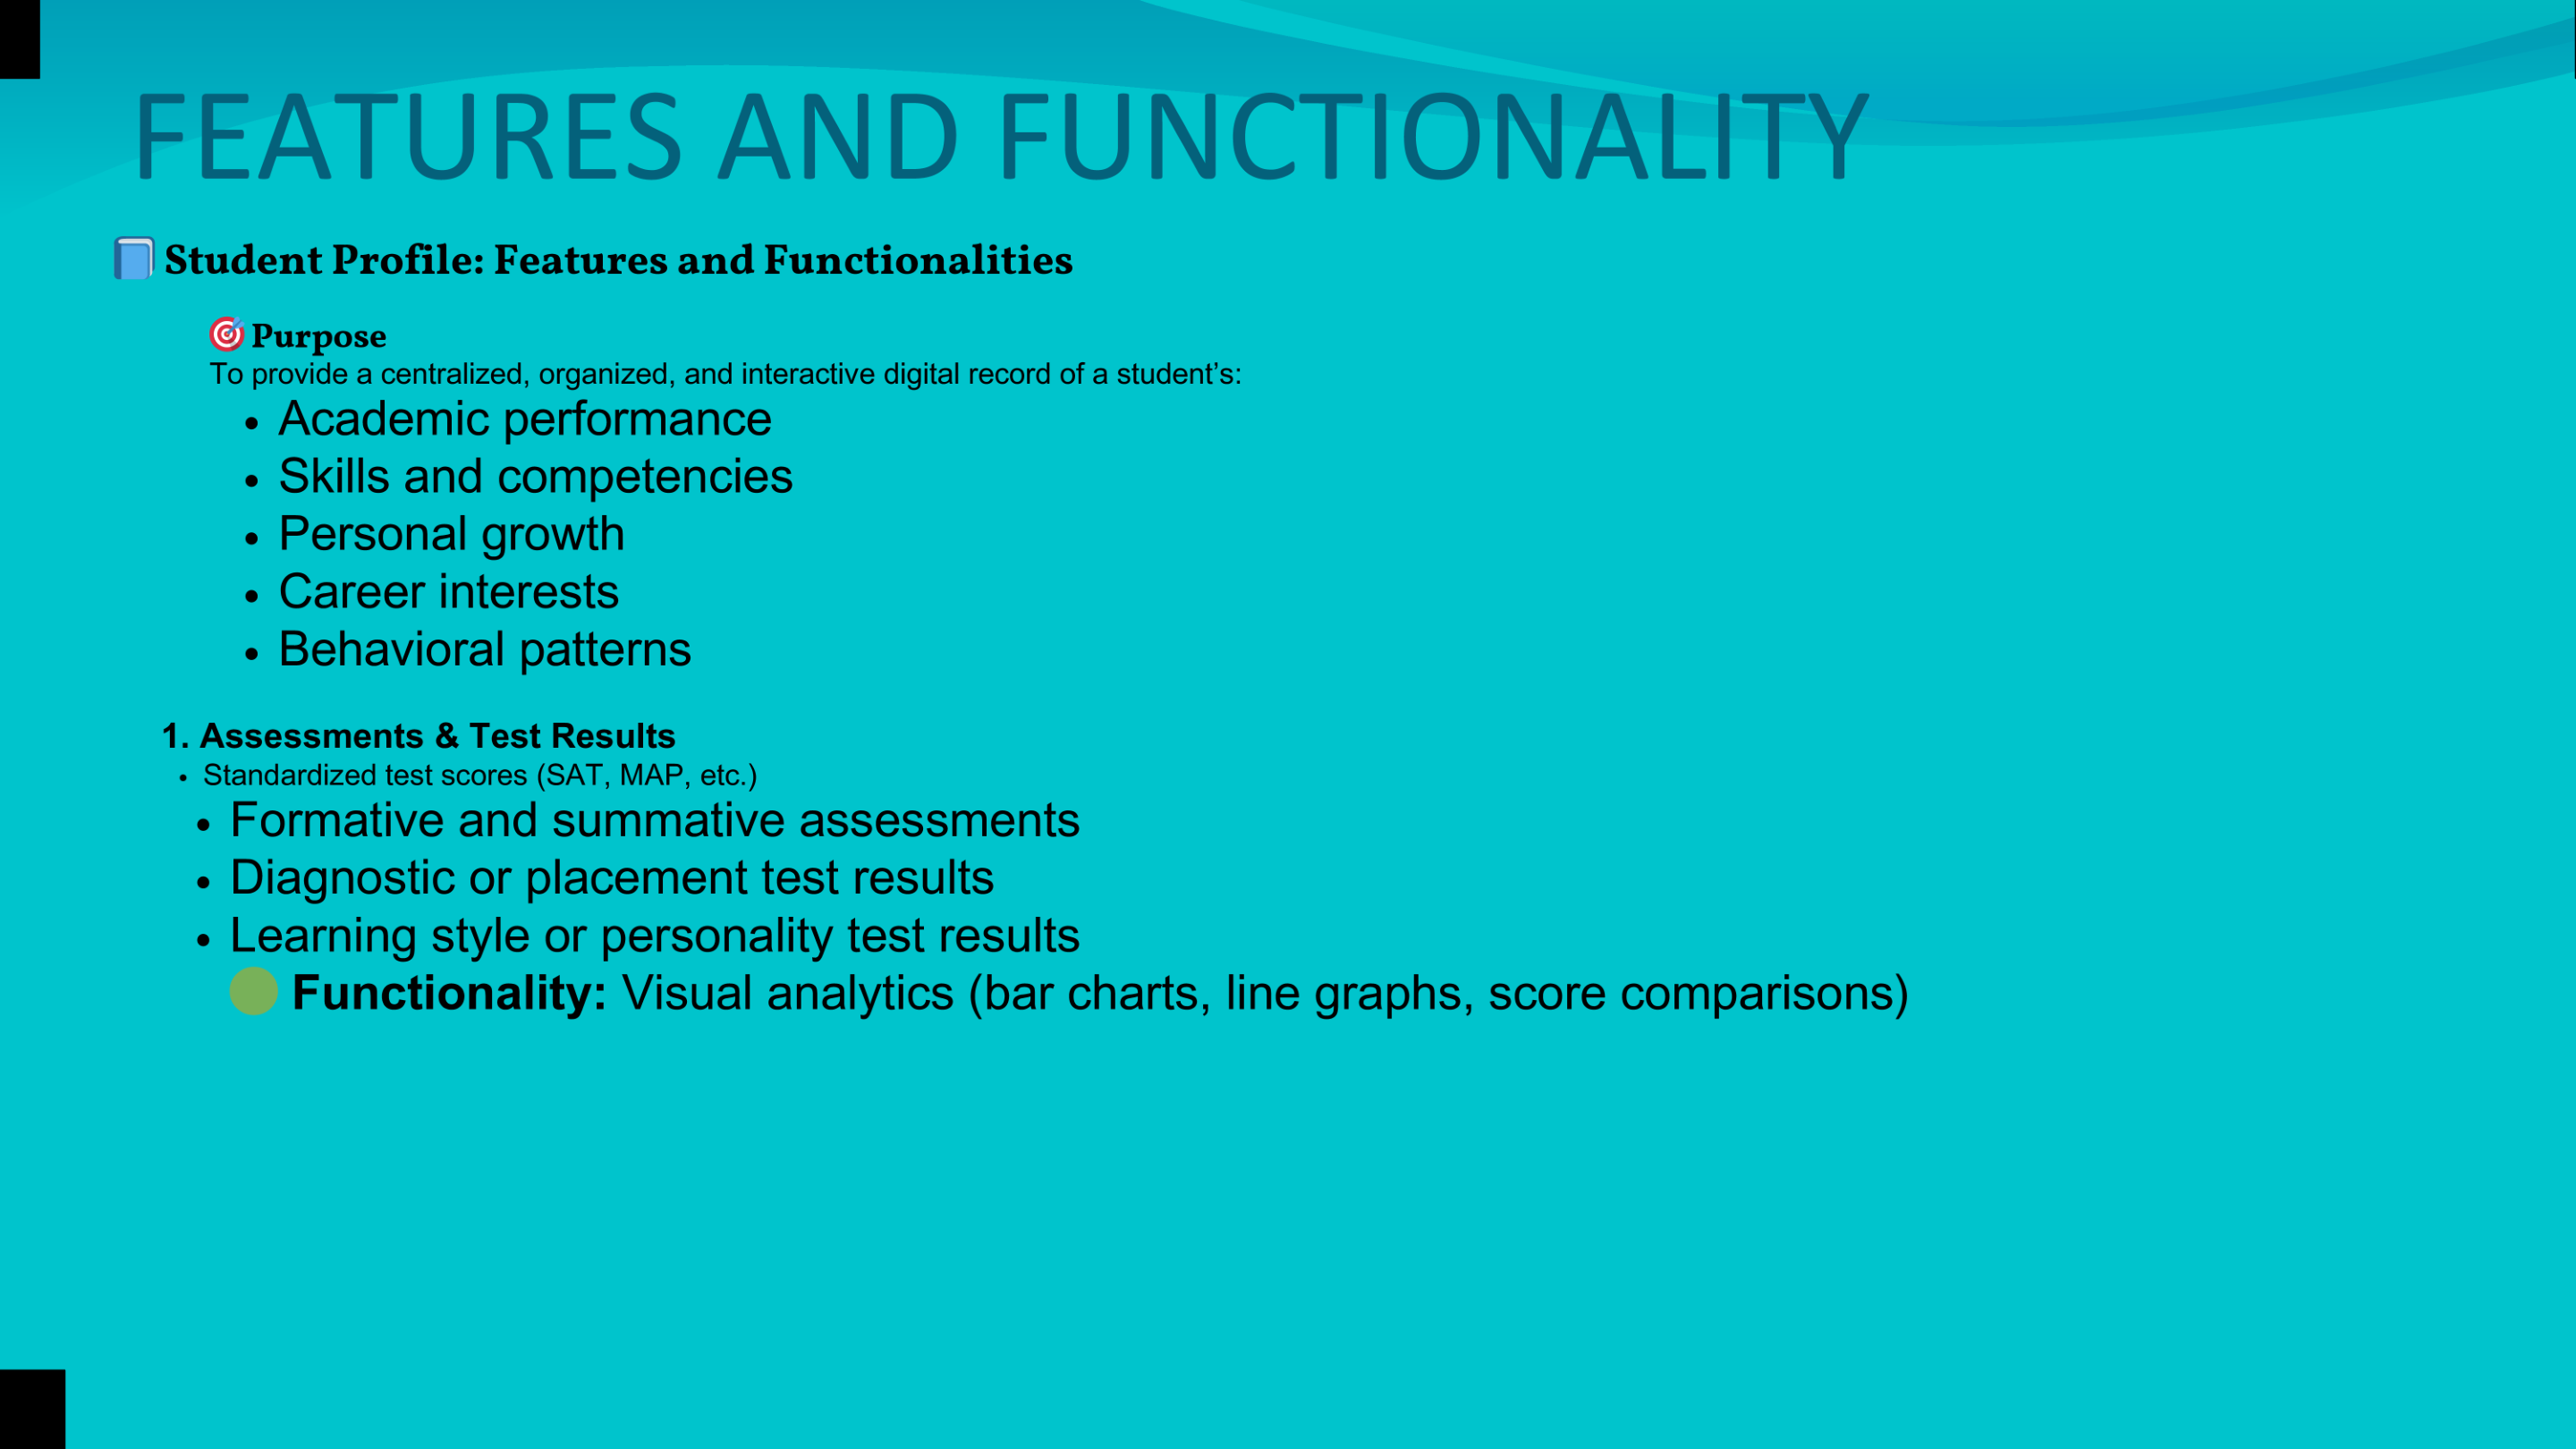 FEATURES AND FUNCTIONALITY
📘 Student Profile: Features and Functionalities
🎯 Purpose
To provide a centralized, organized, and interactive digital record of a student’s:
• Academic performance
• Skills and competencies
• Personal growth
• Career interests
• Behavioral patterns
1. Assessments & Test Results
• Standardized test scores (SAT, MAP, etc.)
• Formative and summative assessments
• Diagnostic or placement test results
• Learning style or personality test results
🟢 Functionality: Visual analytics (bar charts, line graphs, score comparisons)